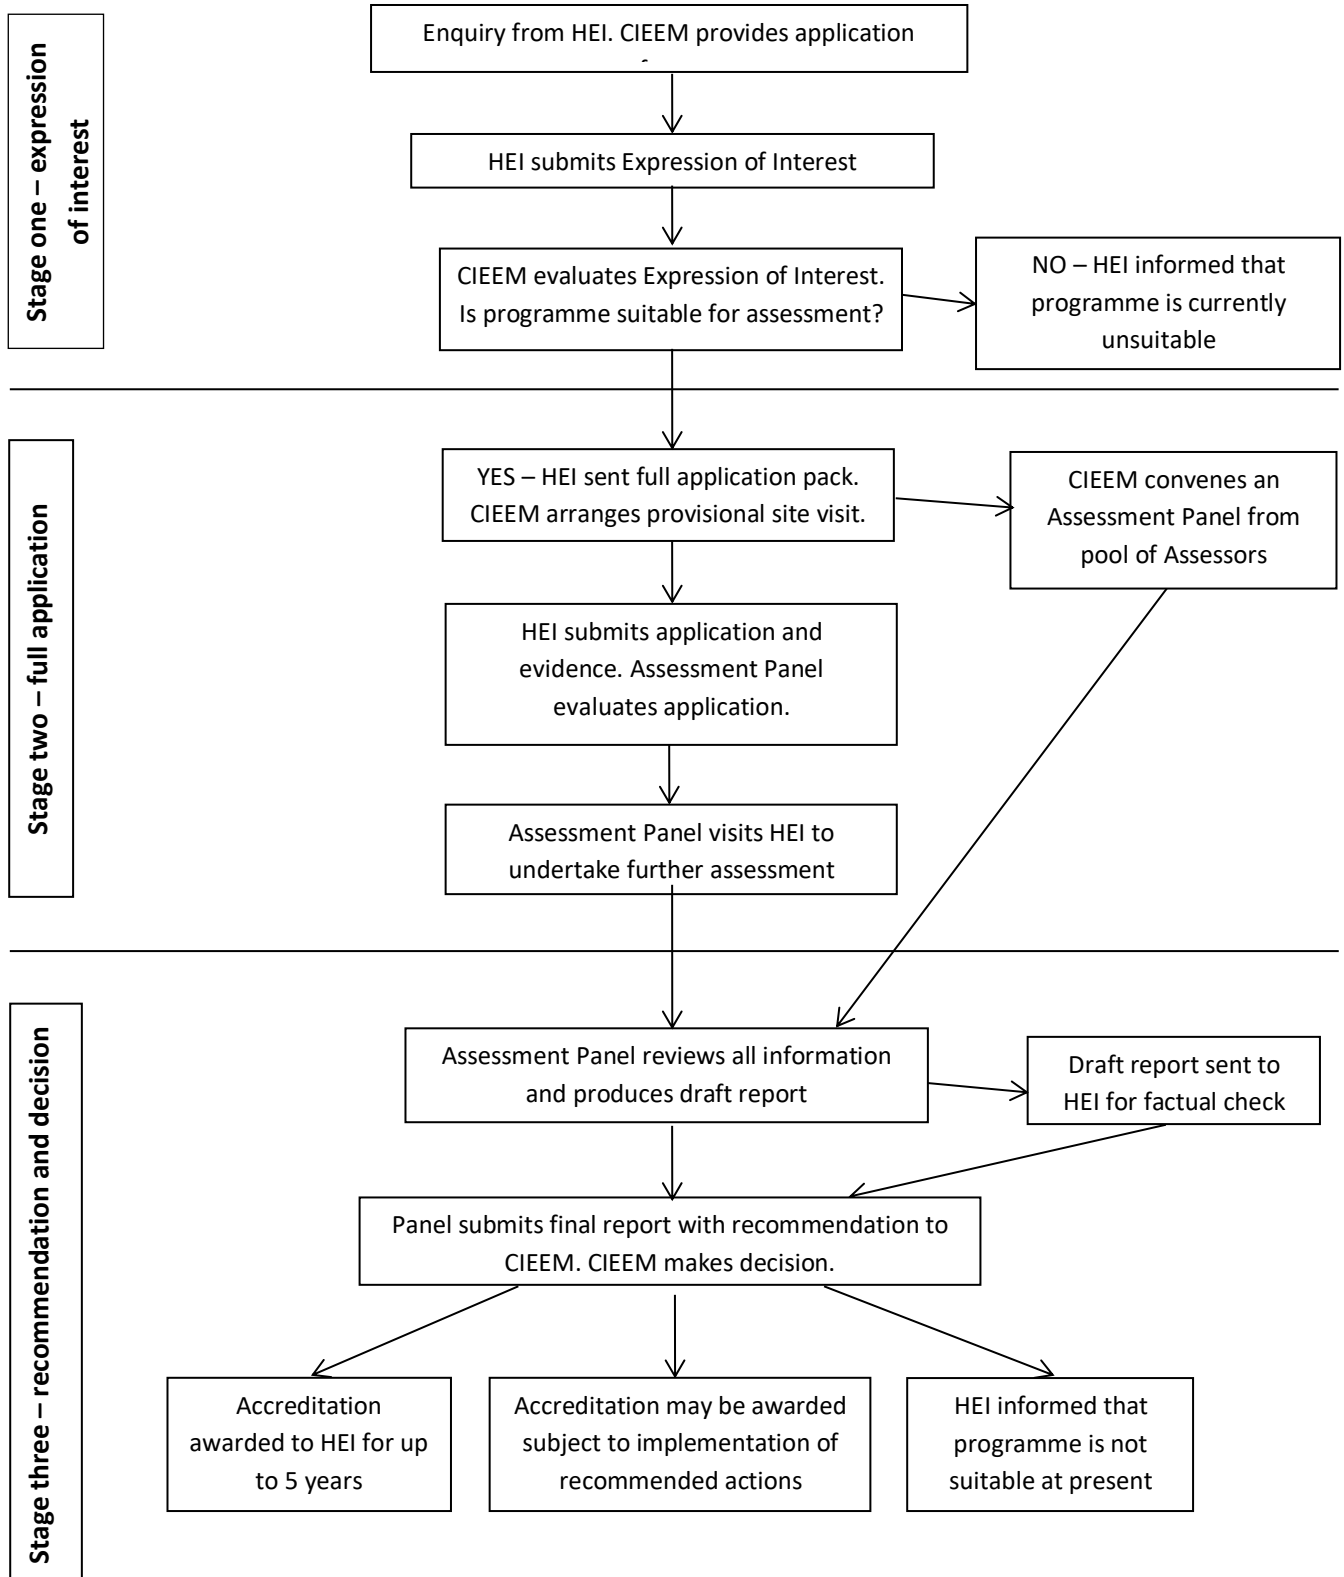 Stage one – expression
of interest
Enquiry from HEI. CIEEM provides application
HEI submits Expression of Interest
CIEEM evaluates Expression of Interest.
Is programme suitable for assessment?
NO – HEI informed that
programme is currently
unsuitable
Stage two – full application
YES – HEI sent full application pack.
CIEEM arranges provisional site visit.
CIEEM convenes an
Assessment Panel from
pool of Assessors
HEI submits application and
evidence. Assessment Panel
evaluates application.
Assessment Panel visits HEI to
undertake further assessment
Stage three – recommendation and decision
Assessment Panel reviews all information
and produces draft report
Draft report sent to
HEI for factual check
Panel submits final report with recommendation to
CIEEM. CIEEM makes decision.
Accreditation
awarded to HEI for up
to 5 years
Accreditation may be awarded
subject to implementation of
recommended actions
HEI informed that
programme is not
suitable at present